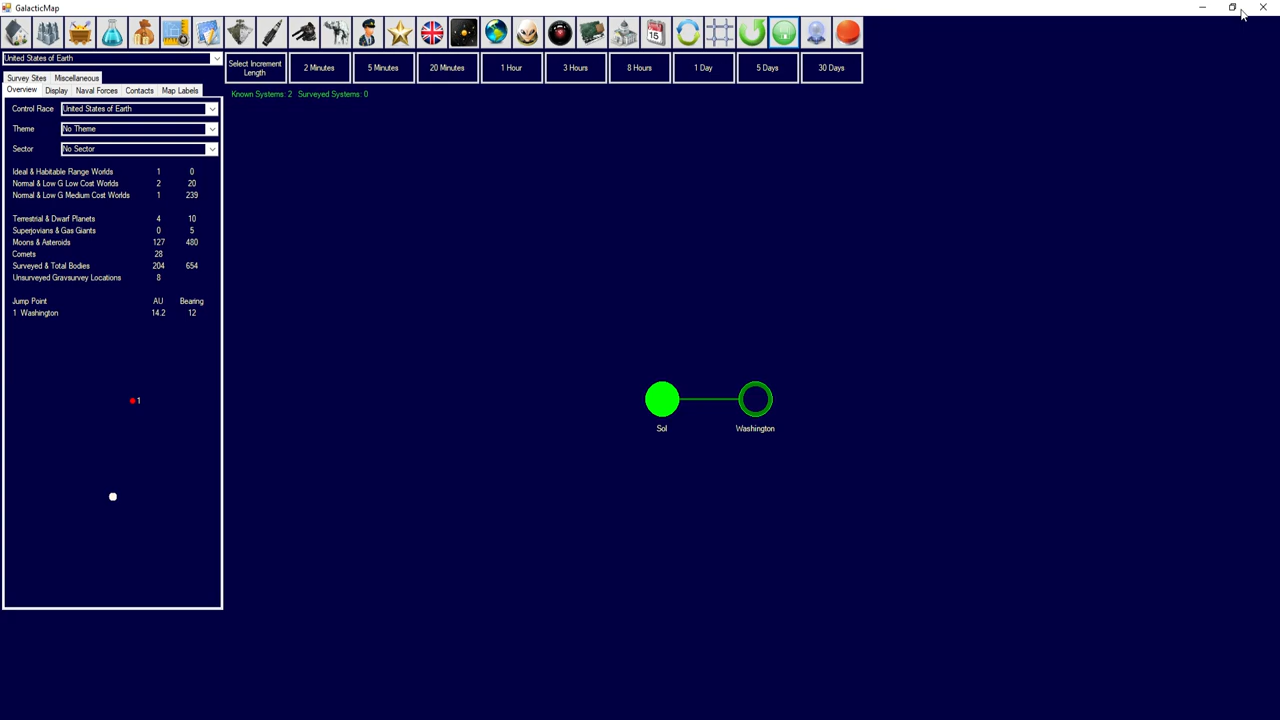 GalacticMap
United States of Earth
Select Increment
Length
2 Minutes
5 Minutes
20 Minutes
1 Hour
3 Hours
8 Hours
1 Day
5 Days
30 Days
Survey Sites Miscellaneous
Overview Display Naval Forces Contacts Map Labels
Known Systems: 2 Surveyed Systems: 0
Control Race United States of Earth
Theme No Theme
Sector No Sector
Ideal & Habitable Range Worlds 1 0
Normal & Low G Low Cost Worlds 2 20
Normal & Low G Medium Cost Worlds 1 239
Terrestrial & Dwarf Planets 4 10
Superjovians & Gas Giants 0 5
Moons & Asteroids 127 480
Comets 28
Surveyed & Total Bodies 204 654
Unsurveyed Gravsurvey Locations 8
Jump Point AU Bearing
1 Washington 14.2 12
1
Sol
Washington
15